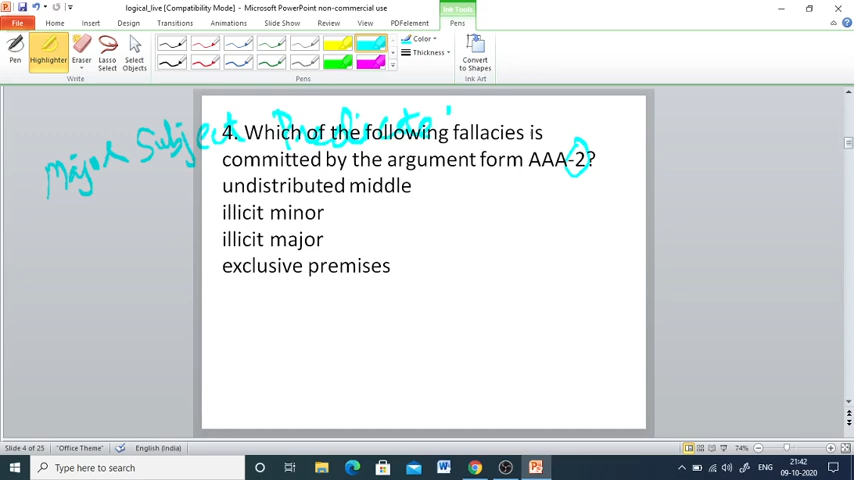 logical_live [Compatibility Mode] - PowerPoint non-commercial use
Ink Tools
File Home Insert Design Transitions Animations Slide Show Review View PDFelement Pens
Pen Highlighter Eraser Lasso Select Select Objects
Color
Thickness
Convert to Shapes
Write Pens Ink Art
Major Subject Predicate
4. Which of the following fallacies is
committed by the argument form AAA-2?
undistributed middle
illicit minor
illicit major
exclusive premises
Slide 4 of 25 "Office Theme" English (India) 74%
Type here to search
ENG
21:42
09-10-2020